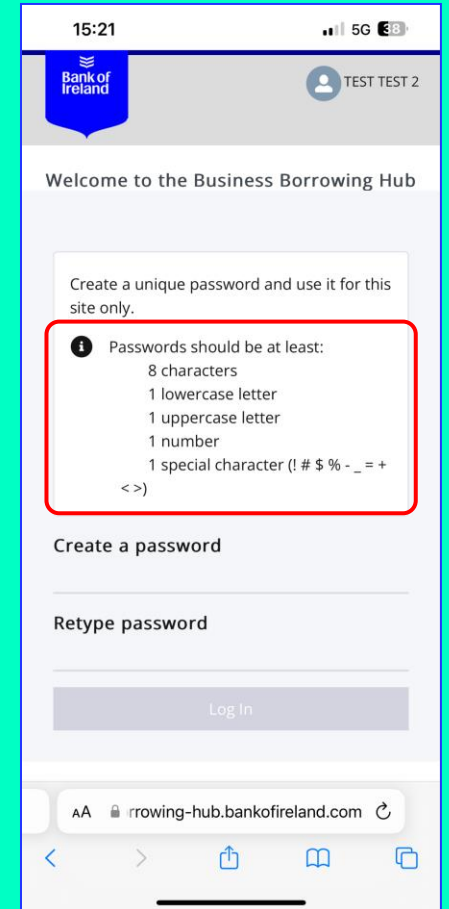 15:21 5G 38
Bank of
Ireland
TEST TEST 2
Welcome to the Business Borrowing Hub
Create a unique password and use it for this
site only.
Passwords should be at least:
8 characters
1 lowercase letter
1 uppercase letter
1 number
1 special character (! # $ % - _ = +
< >)
Create a password
Retype password
Log In
AA rrowing-hub.bankofireland.com